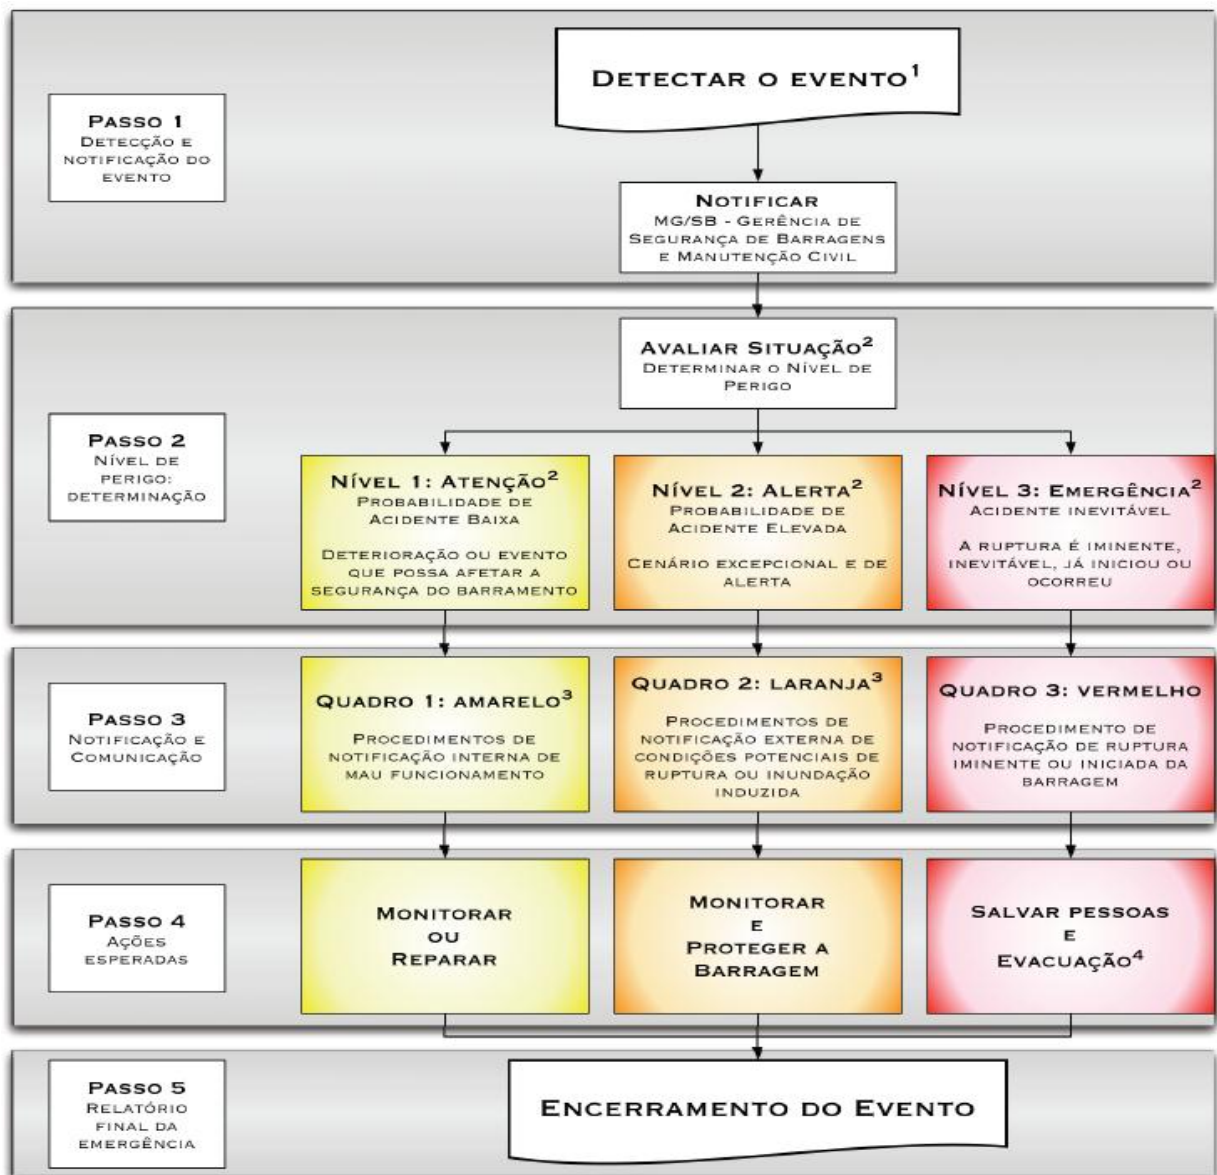 Detectar o evento¹
Passo 1
Detecção e
notificação do
evento
Notificar
MG/SB - Gerência de
Segurança de Barragens
e Manutenção Civil
Avaliar Situação²
Determinar o Nível de
Perigo
Passo 2
Nível de
perigo:
determinação
Nível 1: Atenção²
Probabilidade de
Acidente Baixa
Deterioração ou evento
que possa afetar a
segurança do barramento
Nível 2: Alerta²
Probabilidade de
Acidente Elevada
Cenário excepcional e de
alerta
Nível 3: Emergência²
Acidente inevitável
A ruptura é iminente,
inevitável, já iniciou ou
ocorreu
Passo 3
Notificação e
Comunicação
Quadro 1: amarelo³
Procedimentos de
notificação interna de
mau funcionamento
Quadro 2: laranja³
Procedimentos de
notificação externa de
condições potenciais de
ruptura ou inundação
induzida
Quadro 3: vermelho
Procedimento de
notificação de ruptura
iminente ou iniciada da
barragem
Passo 4
Ações
esperadas
Monitorar
ou
Reparar
Monitorar
e
Proteger a
Barragem
Salvar pessoas
e
Evacuação⁴
Passo 5
Relatório
final da
emergência
Encerramento do Evento